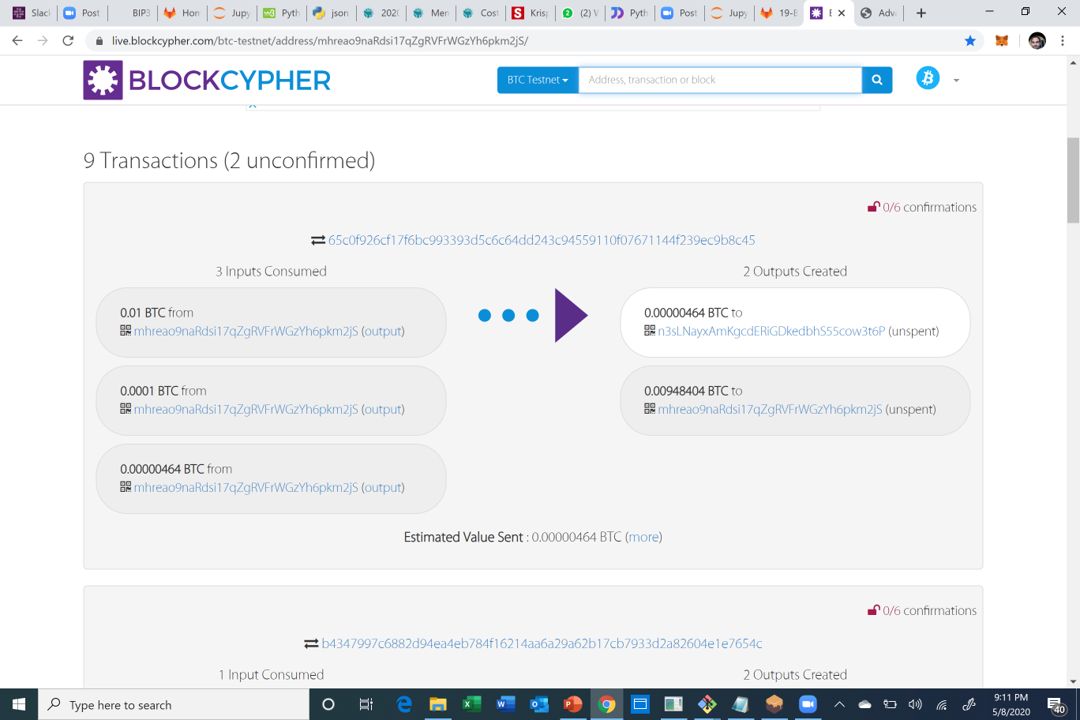 Slac
Post
BIP3
Hon
Jupy
Pyth
json
202(
Men
Cost
Krisp
(2) V
Pyth
Post
Jupy
19-E
E
Adva
live.blockcypher.com/btc-testnet/address/mhreao9naRdsi17qZgRVFrWGzYh6pkm2jS/
BLOCKCYPHER
BTC Testnet
Address, transaction or block
9 Transactions (2 unconfirmed)
0/6 confirmations
65c0f926cf17f6bc993393d5c6c64dd243c94559110f07671144f239ec9b8c45
3 Inputs Consumed
2 Outputs Created
0.01 BTC from
mhreao9naRdsi17qZgRVFrWGzYh6pkm2jS (output)
0.00000464 BTC to
n3sLNayxAmKgcdERiGDkedbhS55cow3t6P (unspent)
0.0001 BTC from
mhreao9naRdsi17qZgRVFrWGzYh6pkm2jS (output)
0.00948404 BTC to
mhreao9naRdsi17qZgRVFrWGzYh6pkm2jS (unspent)
0.00000464 BTC from
mhreao9naRdsi17qZgRVFrWGzYh6pkm2jS (output)
Estimated Value Sent : 0.00000464 BTC (more)
0/6 confirmations
b4347997c6882d94ea4eb784f16214aa6a29a62b17cb7933d2a82604e1e7654c
1 Input Consumed
2 Outputs Created
Type here to search
9:11 PM
5/8/2020
40